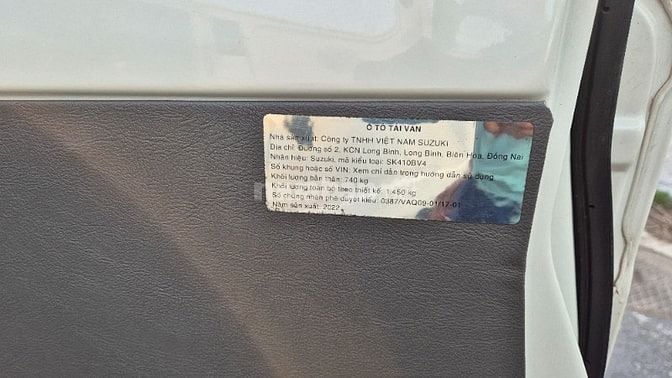 Ô TÔ TẢI VAN
Nhà sản xuất: Công ty TNHH VIỆT NAM SUZUKI
Địa chỉ: Đường số 2, KCN Long Bình, Long Bình, Biên Hòa, Đồng Nai
Nhãn hiệu: Suzuki, mã kiểu loại: SK410BV4
Số khung hoặc số VIN: Xem chỉ dẫn trong hướng dẫn sử dụng
Khối lượng bản thân: 740 kg
Khối lượng toàn bộ theo thiết kế: 1.450 kg
Số chứng nhận phê duyệt kiểu: 0387/VAQ09-01/17-01
Năm sản xuất: 2022